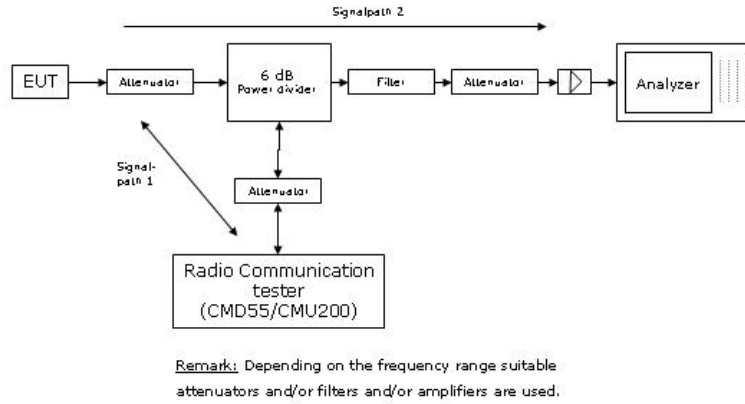 Signalpath 2
EUT
Attenuator
6 dB
Power divider
Filter
Attenuator
Analyzer
Signal-
path 1
Attenuator
Radio Communication
tester
(CMD55/CMU200)
Remark: Depending on the frequency range suitable
attenuators and/or filters and/or amplifiers are used.